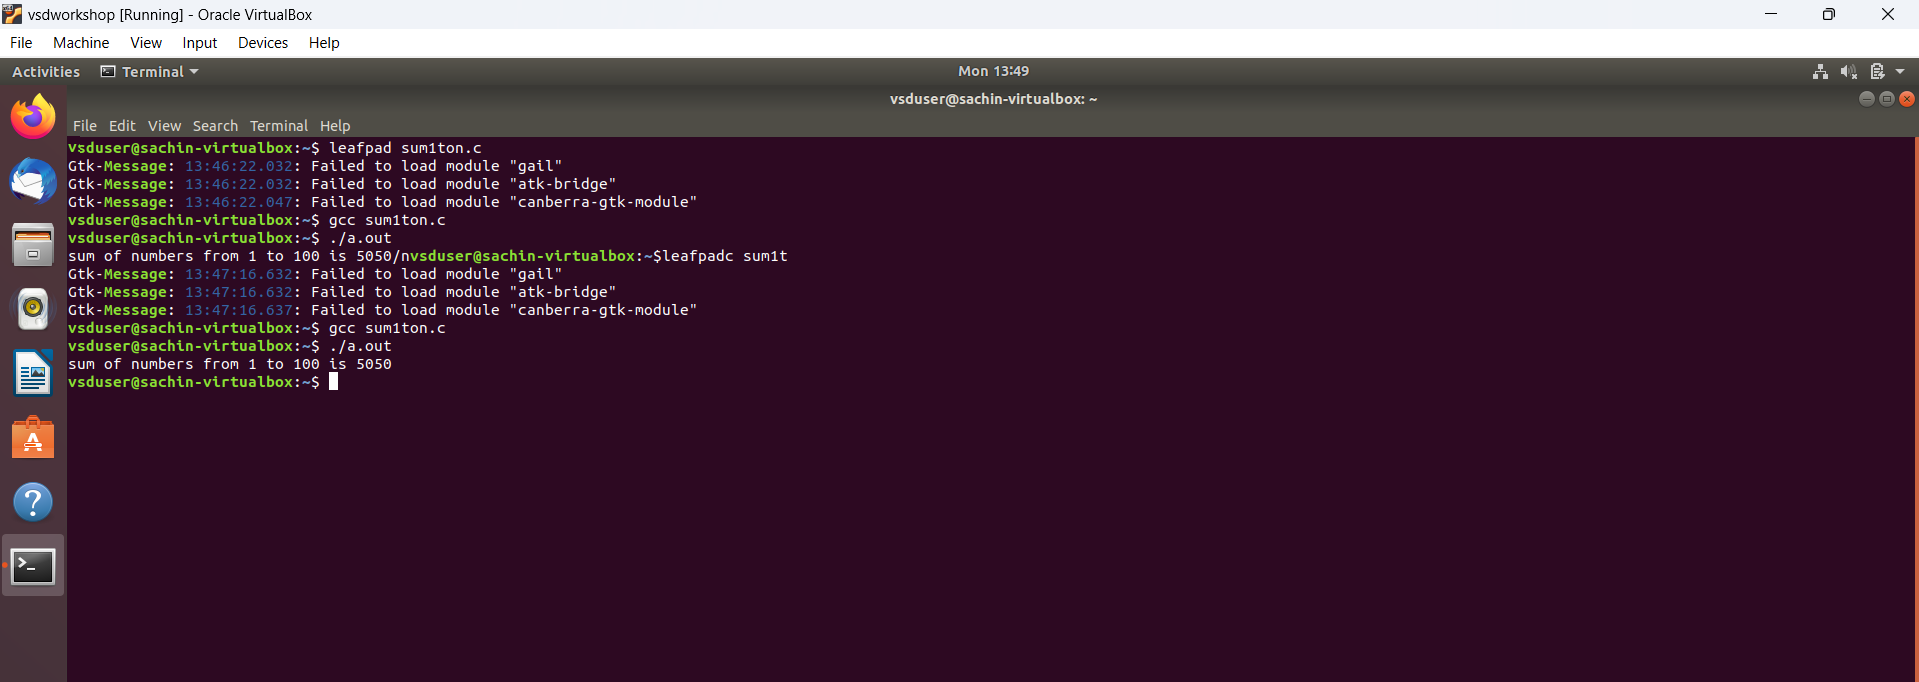 vsdworkshop [Running] - Oracle VirtualBox
File Machine View Input Devices Help
Activities Terminal Mon 13:49
vsduser@sachin-virtualbox: ~
File Edit View Search Terminal Help
vsduser@sachin-virtualbox:~$ leafpad sum1ton.c
Gtk-Message: 13:46:22.032: Failed to load module "gail"
Gtk-Message: 13:46:22.032: Failed to load module "atk-bridge"
Gtk-Message: 13:46:22.047: Failed to load module "canberra-gtk-module"
vsduser@sachin-virtualbox:~$ gcc sum1ton.c
vsduser@sachin-virtualbox:~$ ./a.out
sum of numbers from 1 to 100 is 5050/nvsduser@sachin-virtualbox:~$leafpadc sum1t
Gtk-Message: 13:47:16.632: Failed to load module "gail"
Gtk-Message: 13:47:16.632: Failed to load module "atk-bridge"
Gtk-Message: 13:47:16.637: Failed to load module "canberra-gtk-module"
vsduser@sachin-virtualbox:~$ gcc sum1ton.c
vsduser@sachin-virtualbox:~$ ./a.out
sum of numbers from 1 to 100 is 5050
vsduser@sachin-virtualbox:~$